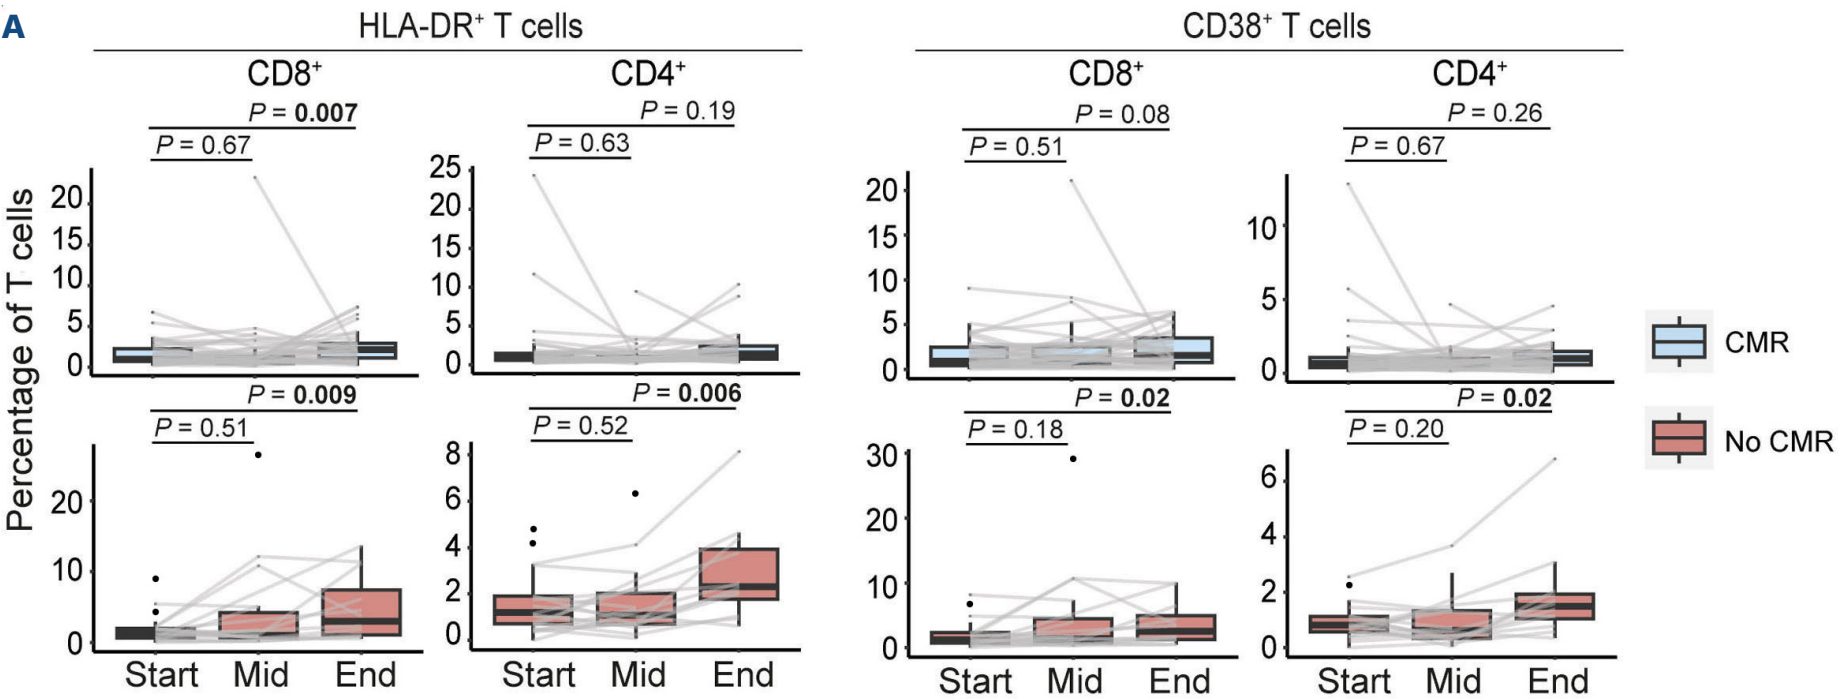 A
HLA-DR⁺ T cells
CD38⁺ T cells
CD8⁺
CD4⁺
CD8⁺
CD4⁺
P = 0.007
P = 0.19
P = 0.08
P = 0.26
P = 0.67
P = 0.63
P = 0.51
P = 0.67
Percentage of T cells
20
15
10
5
0
25
20
15
10
5
0
20
15
10
5
0
10
5
0
CMR
No CMR
P = 0.009
P = 0.006
P = 0.02
P = 0.02
P = 0.51
P = 0.52
P = 0.18
P = 0.20
20
10
0
8
6
4
2
0
30
20
10
0
6
4
2
0
Start Mid End
Start Mid End
Start Mid End
Start Mid End